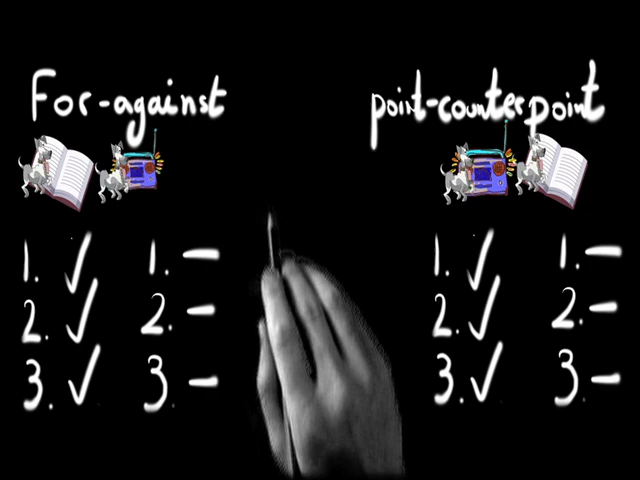 For-against
point-counterpoint
1. ✓ 1. –
2. ✓ 2. –
3. ✓ 3. –
1. ✓ 1. –
2. ✓ 2. –
3. ✓ 3 –